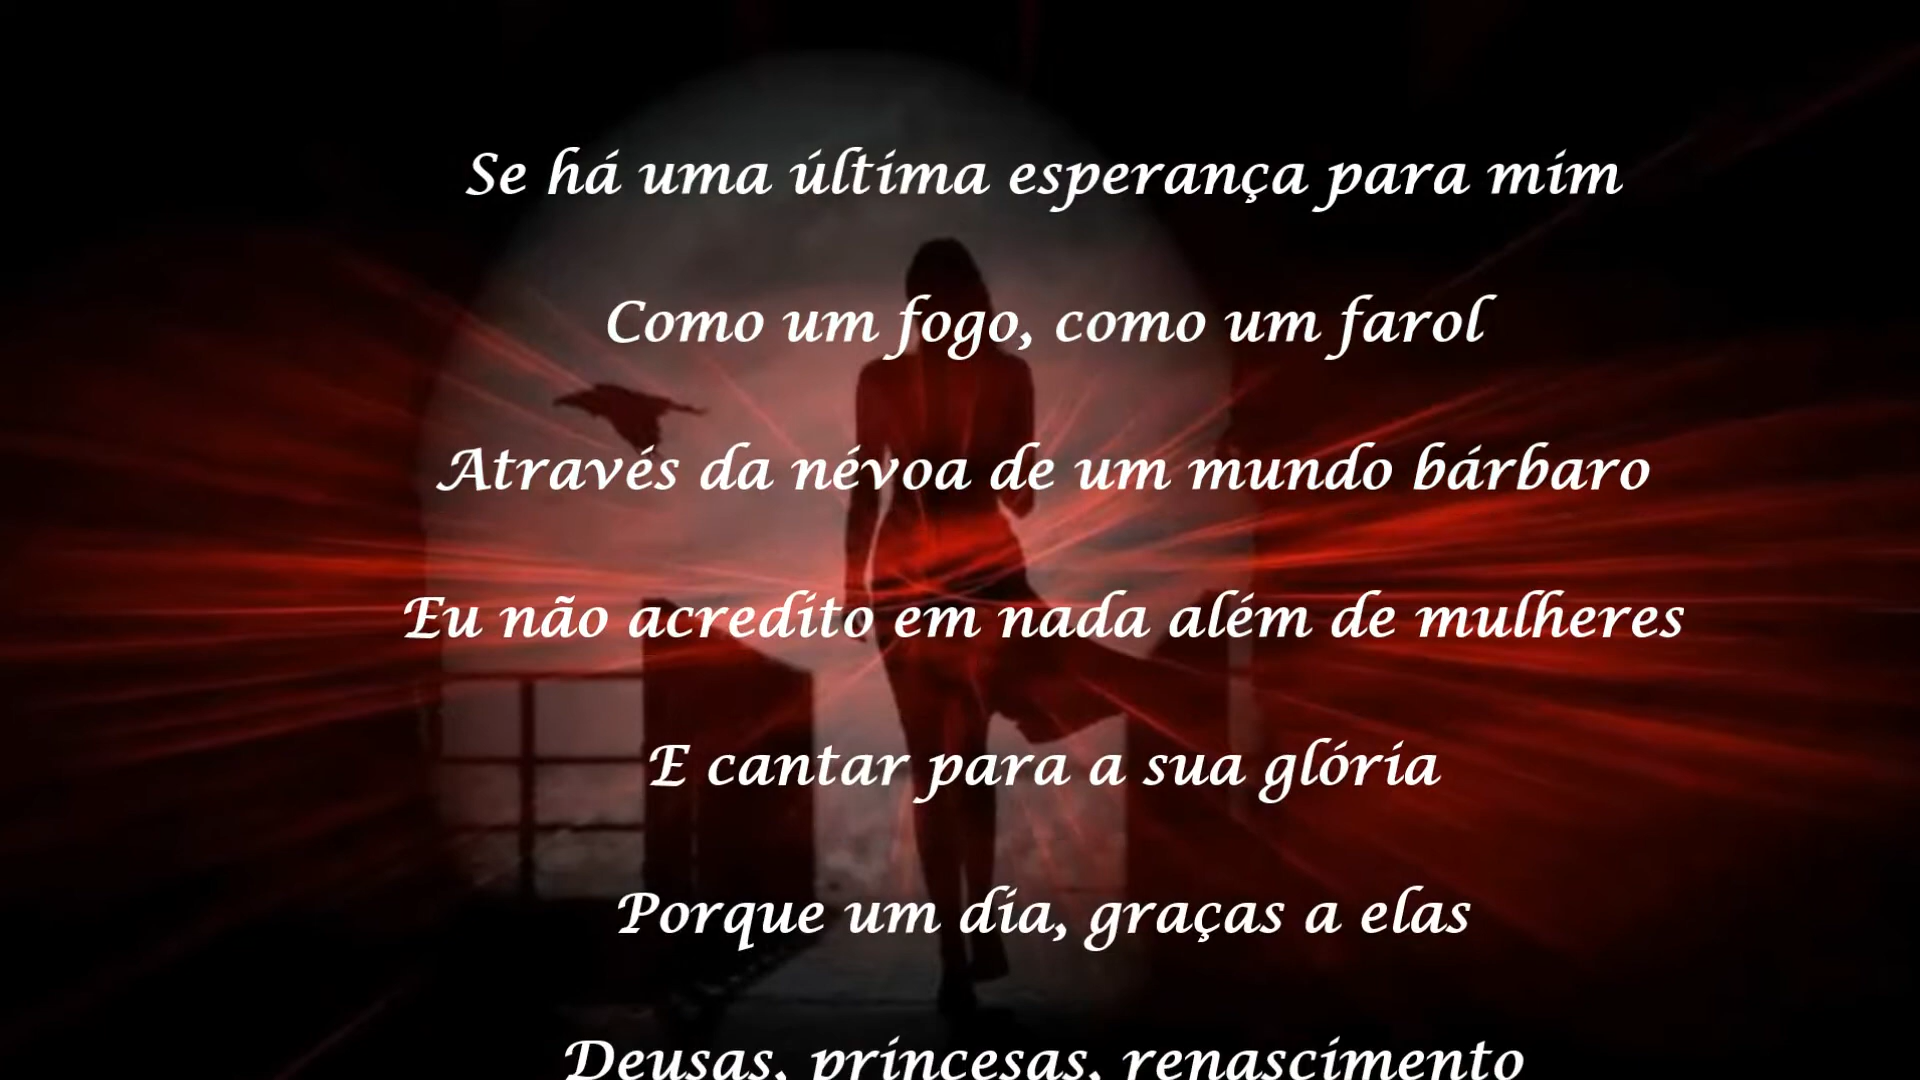 Se há uma última esperança para mim
Como um fogo, como um farol
Através da névoa de um mundo bárbaro
Eu não acredito em nada além de mulheres
E cantar para a sua glória
Porque um dia, graças a elas
Deusas, princesas, renascimento